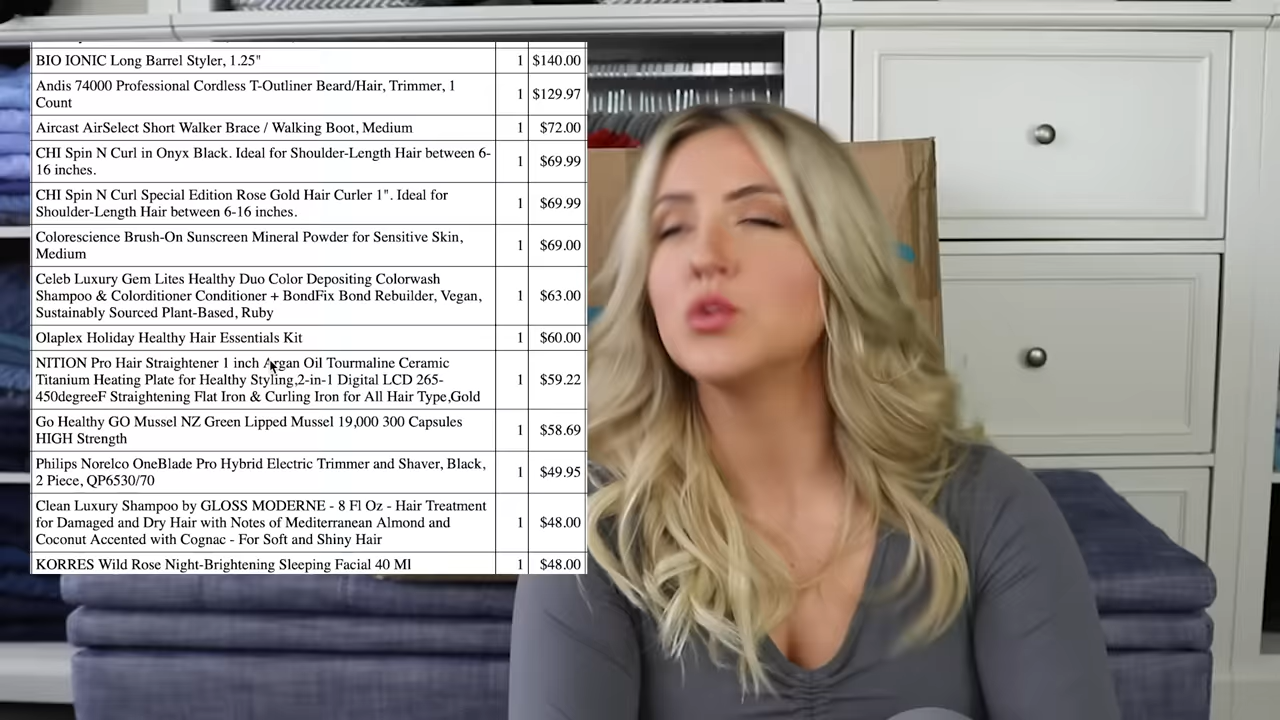 BIO IONIC Long Barrel Styler, 1.25" 1 $140.00
Andis 74000 Professional Cordless T-Outliner Beard/Hair, Trimmer, 1
Count 1 $129.97
Aircast AirSelect Short Walker Brace / Walking Boot, Medium 1 $72.00
CHI Spin N Curl in Onyx Black. Ideal for Shoulder-Length Hair between 6-
16 inches. 1 $69.99
CHI Spin N Curl Special Edition Rose Gold Hair Curler 1". Ideal for
Shoulder-Length Hair between 6-16 inches. 1 $69.99
Colorescience Brush-On Sunscreen Mineral Powder for Sensitive Skin,
Medium 1 $69.00
Celeb Luxury Gem Lites Healthy Duo Color Depositing Colorwash
Shampoo & Colorditioner Conditioner + BondFix Bond Rebuilder, Vegan, 1 $63.00
Sustainably Sourced Plant-Based, Ruby
Olaplex Holiday Healthy Hair Essentials Kit 1 $60.00
NITION Pro Hair Straightener 1 inch Argan Oil Tourmaline Ceramic
Titanium Heating Plate for Healthy Styling,2-in-1 Digital LCD 265- 1 $59.22
450degreeF Straightening Flat Iron & Curling Iron for All Hair Type,Gold
Go Healthy GO Mussel NZ Green Lipped Mussel 19,000 300 Capsules
HIGH Strength 1 $58.69
Philips Norelco OneBlade Pro Hybrid Electric Trimmer and Shaver, Black,
2 Piece, QP6530/70 1 $49.95
Clean Luxury Shampoo by GLOSS MODERNE - 8 Fl Oz - Hair Treatment
for Damaged and Dry Hair with Notes of Mediterranean Almond and 1 $48.00
Coconut Accented with Cognac - For Soft and Shiny Hair
KORRES Wild Rose Night-Brightening Sleeping Facial 40 Ml 1 $48.00